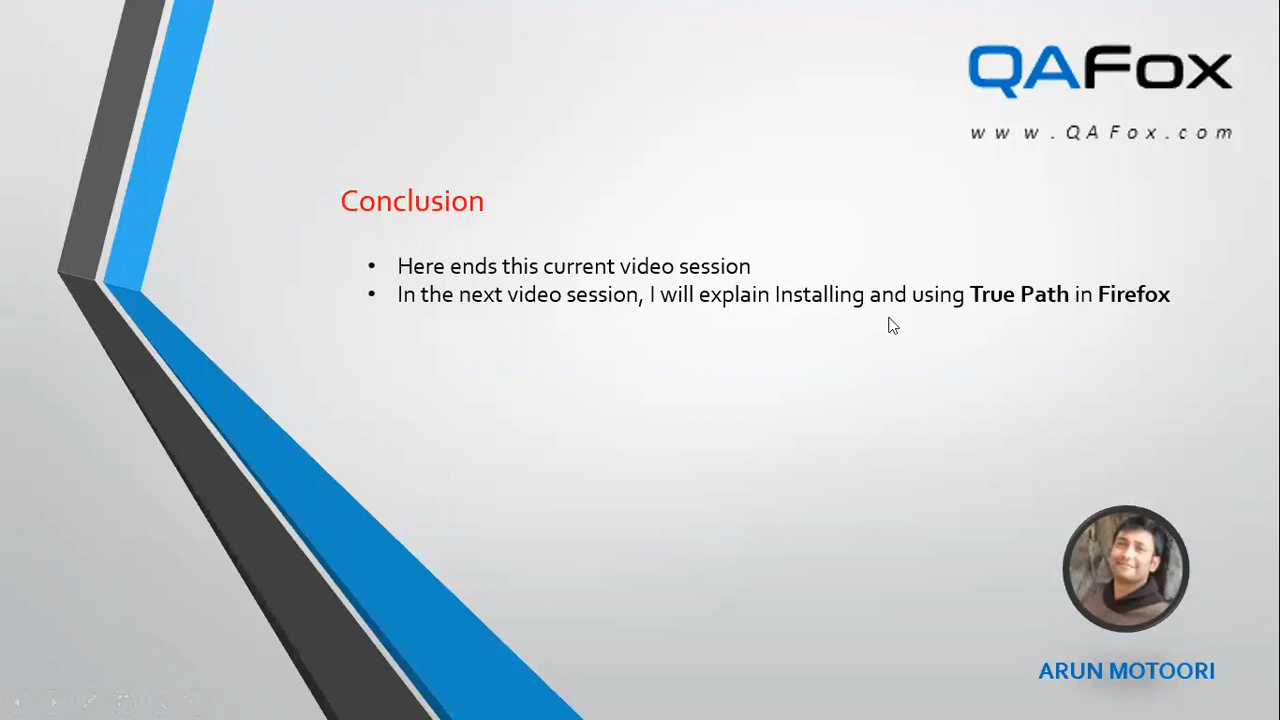 QAFox
www.QAFox.com
Conclusion
• Here ends this current video session
• In the next video session, I will explain Installing and using True Path in Firefox
ARUN MOTOORI